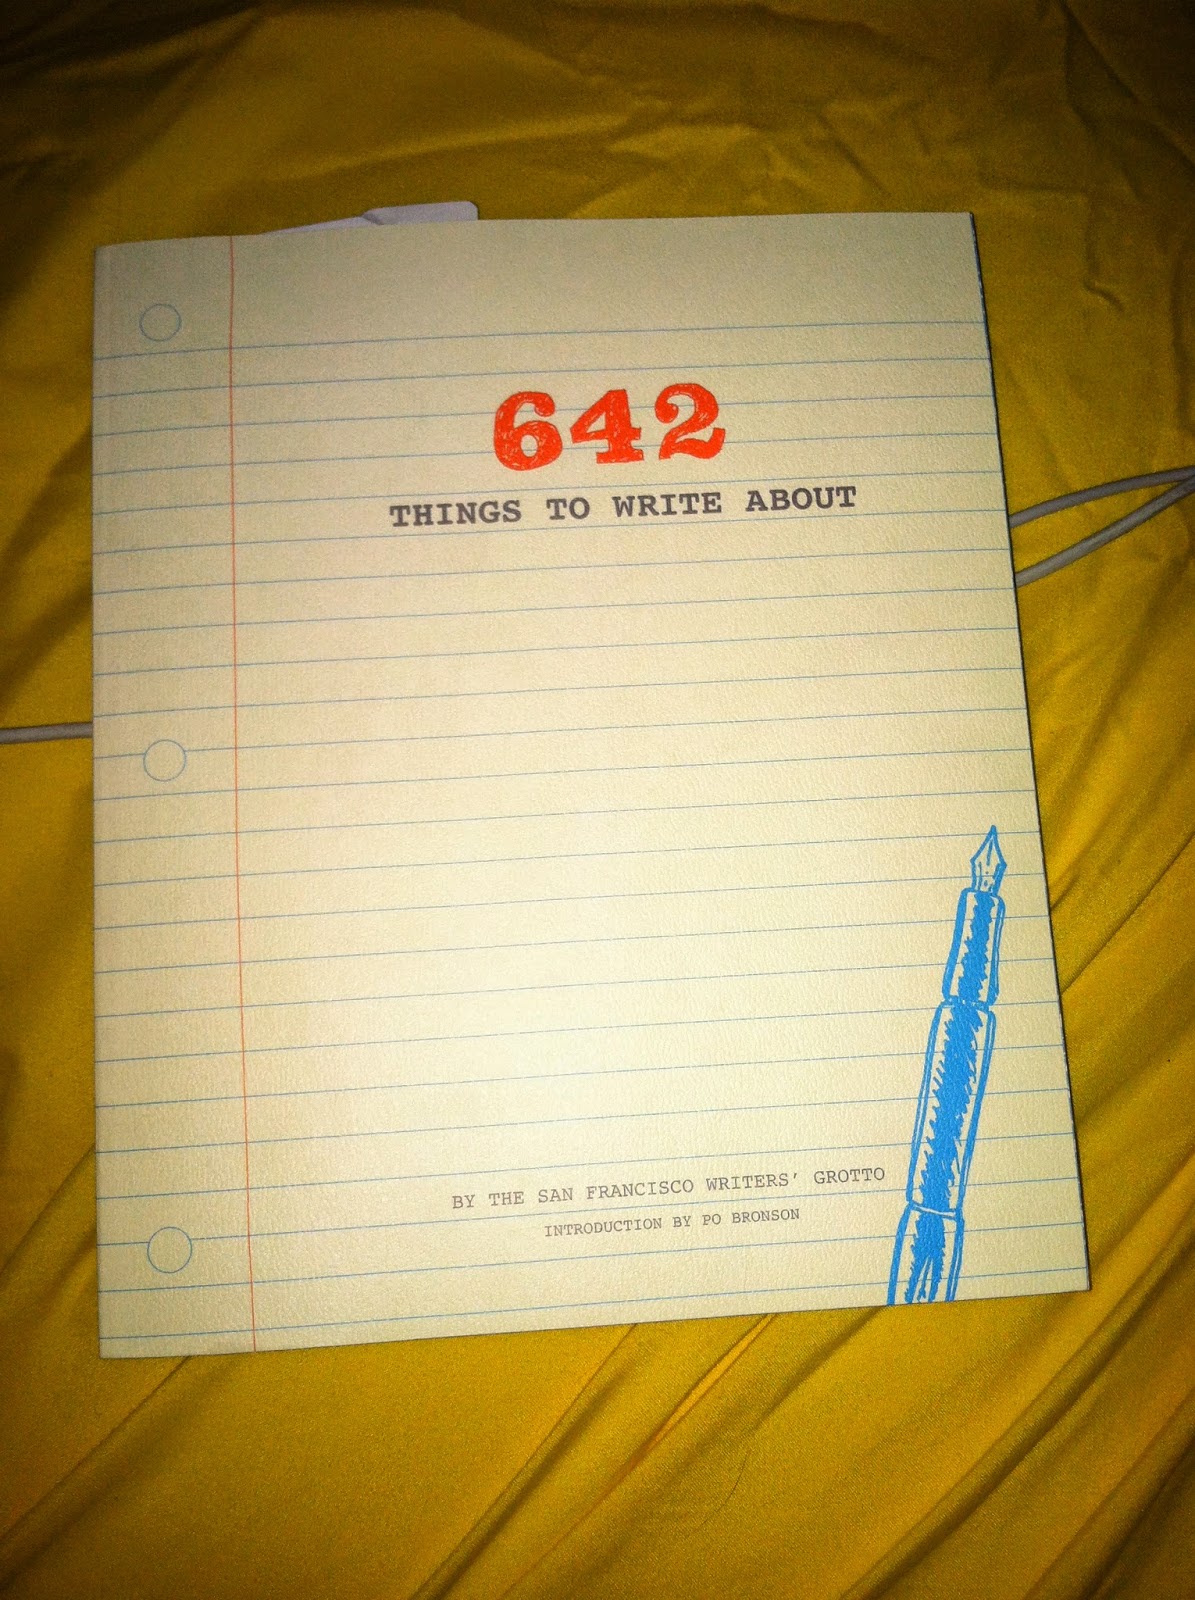 642
THINGS TO WRITE ABOUT
BY THE SAN FRANCISCO WRITERS' GROTTO
INTRODUCTION BY PO BRONSON